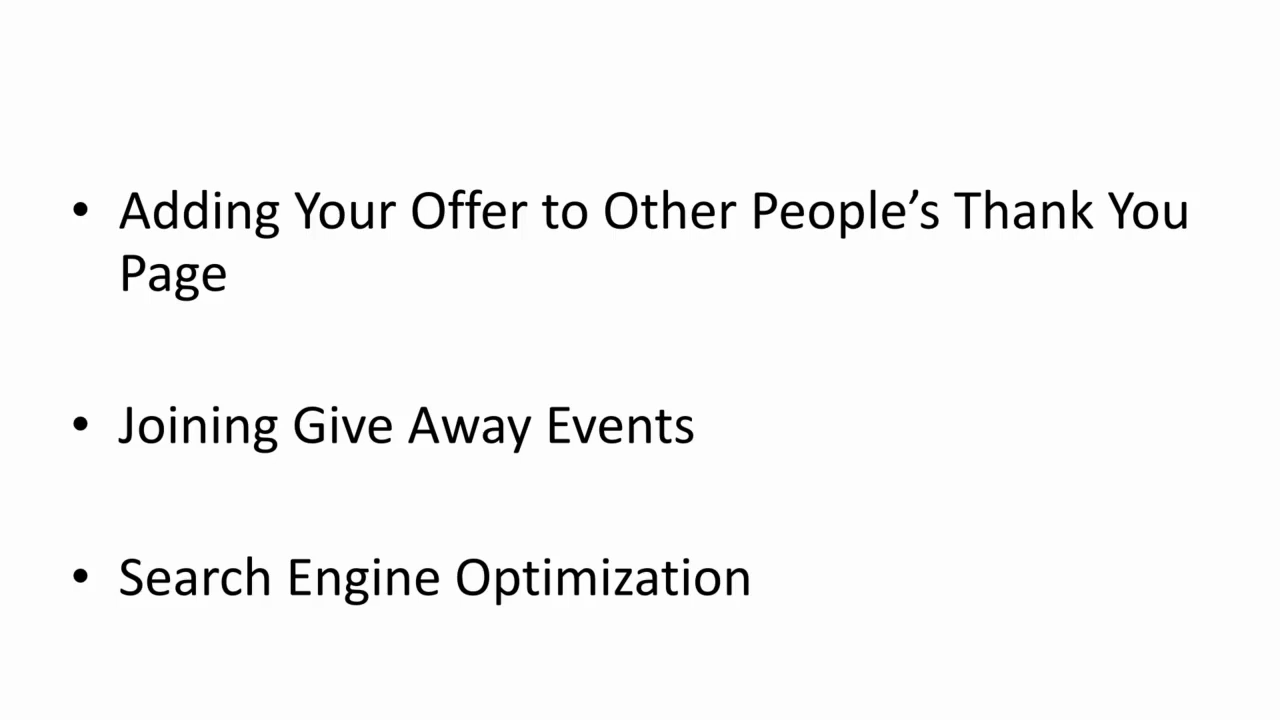 • Adding Your Offer to Other People’s Thank You
Page
• Joining Give Away Events
• Search Engine Optimization